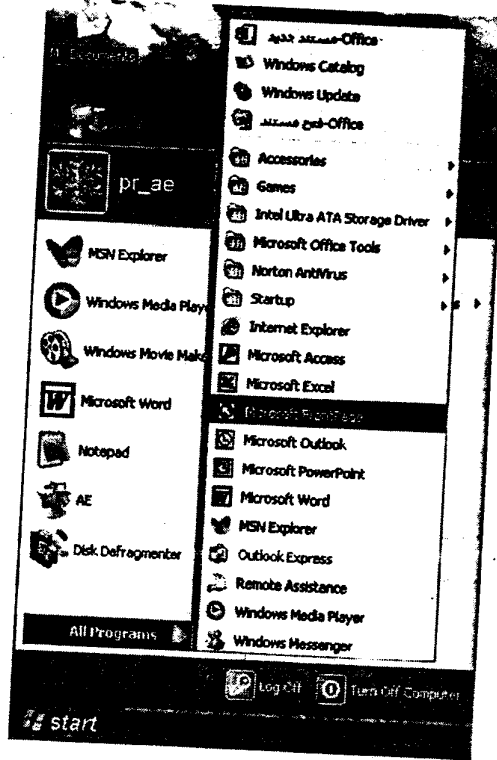 My Documents
pr_ae
MSN Explorer
Windows Media Playe
Windows Movie Make
Microsoft Word
Notepad
AE
Disk Defragmenter
All Programs
مستند جديد-Office
Windows Catalog
Windows Update
فتح مستند-Office
Accessories
Games
Intel Ultra ATA Storage Driver
Microsoft Office Tools
Norton AntiVirus
Startup
Internet Explorer
Microsoft Access
Microsoft Excel
Microsoft FrontPage
Microsoft Outlook
Microsoft PowerPoint
Microsoft Word
MSN Explorer
Outlook Express
Remote Assistance
Windows Media Player
Windows Messenger
Log Off
Turn Off Computer
start